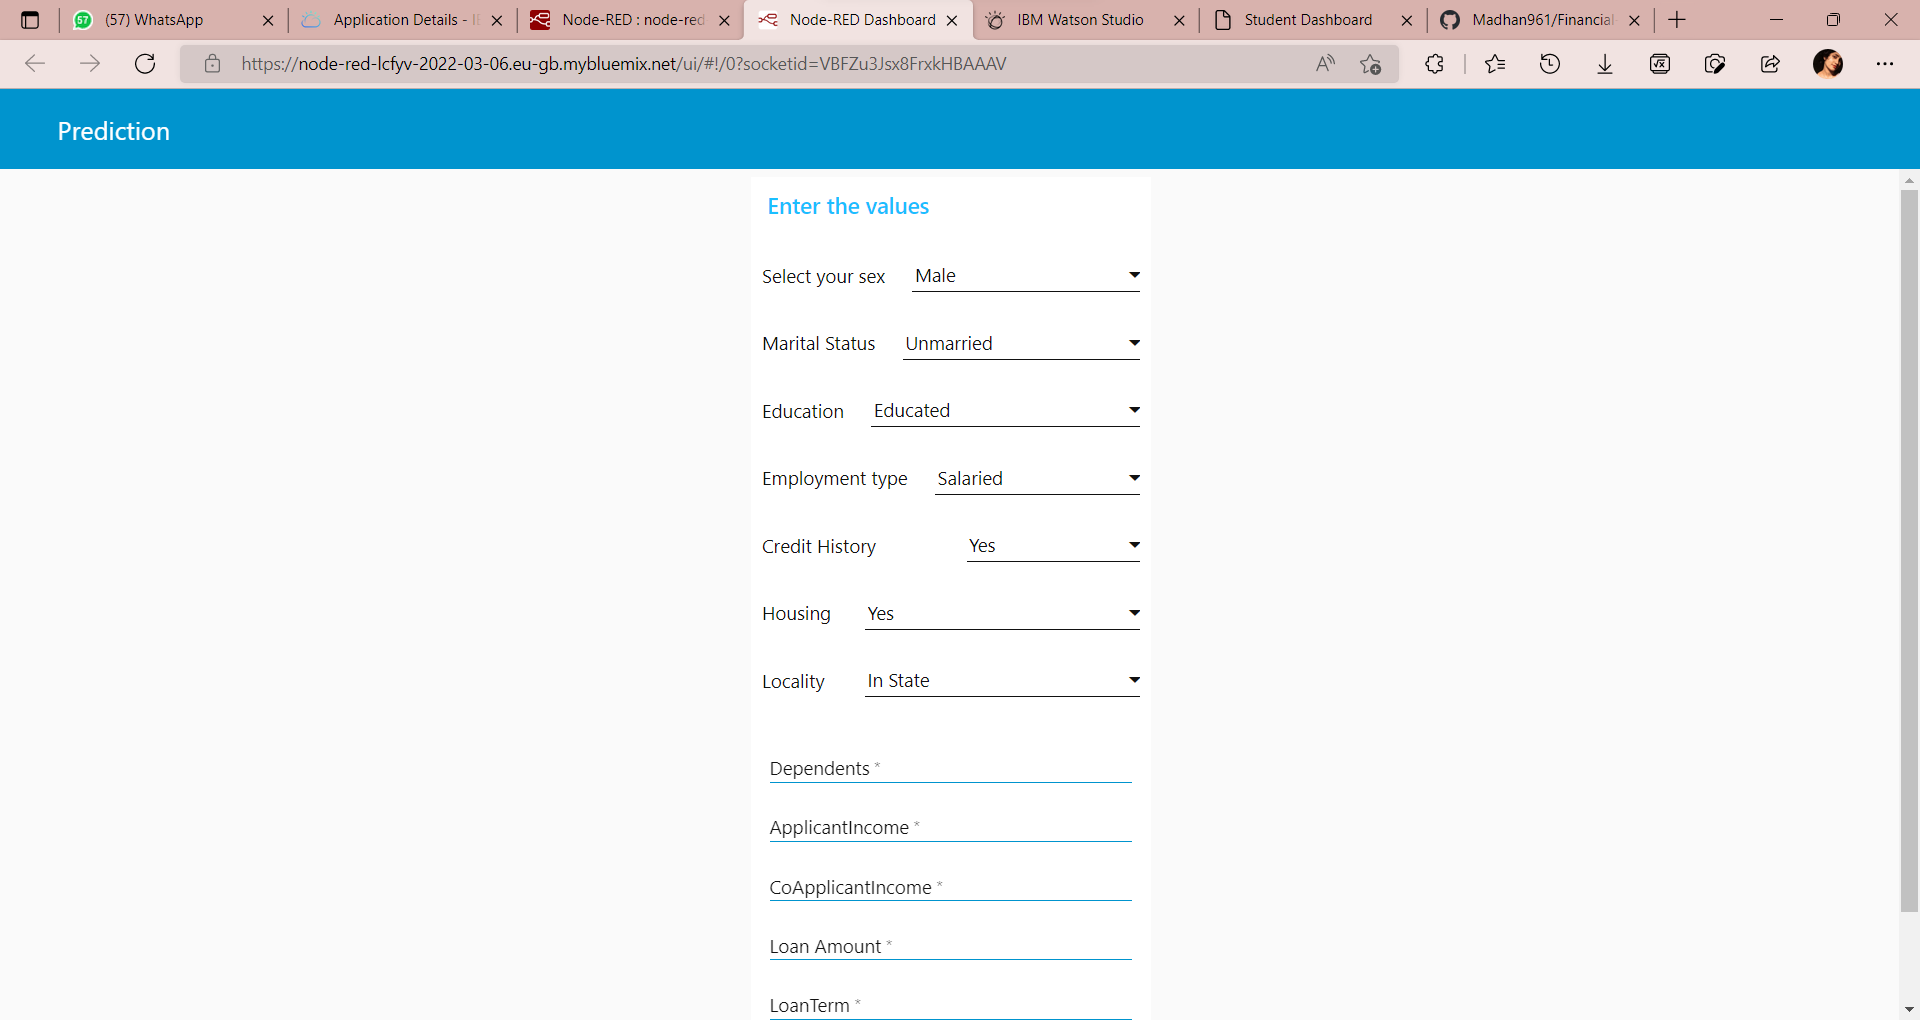 (57) WhatsApp
Application Details - I
Node-RED : node-red
Node-RED Dashboard
IBM Watson Studio
Student Dashboard
Madhan961/Financial
https://node-red-lcfyv-2022-03-06.eu-gb.mybluemix.net/ui/#!/0?socketid=VBFZu3Jsx8FrxkHBAAAV
Prediction
Enter the values
Select your sex Male
Marital Status Unmarried
Education Educated
Employment type Salaried
Credit History Yes
Housing Yes
Locality In State
Dependents *
ApplicantIncome *
CoApplicantIncome *
Loan Amount *
LoanTerm *